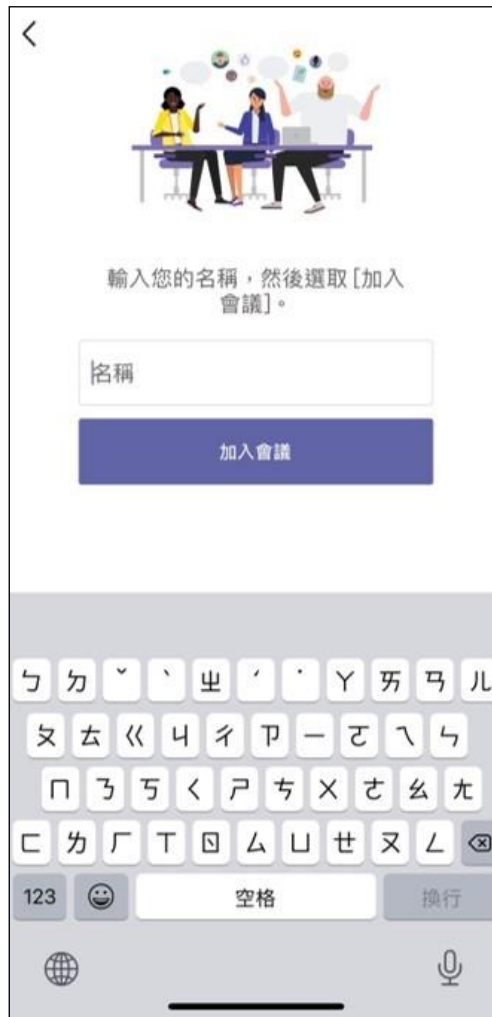 輸入您的名稱，然後選取 [加入
會議]。
名稱
加入會議
ㄅ ㄉ ˇ ˋ ㄓ ˊ ˙ ㄚ ㄞ ㄢ ㄦ
ㄆ ㄊ ㄍ ㄐ ㄔ ㄗ ㄧ ㄛ ㄟ ㄣ
ㄇ ㄋ ㄎ ㄑ ㄕ ㄘ ㄨ ㄜ ㄠ ㄤ
ㄈ ㄌ ㄏ ㄒ ㄖ ㄙ ㄩ ㄝ ㄡ ㄥ
123 空格 換行